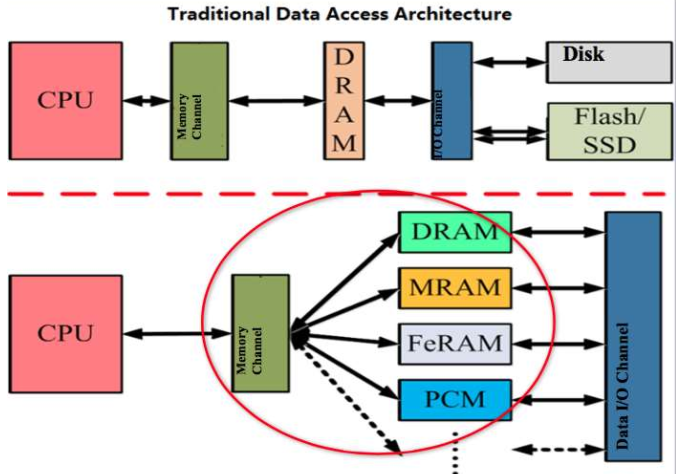 Traditional Data Access Architecture
CPU
Memory
Channel
D
R
A
M
I/O Channel
Disk
Flash/
SSD
CPU
Memory
Channel
DRAM
MRAM
FeRAM
PCM
Data I/O Channel